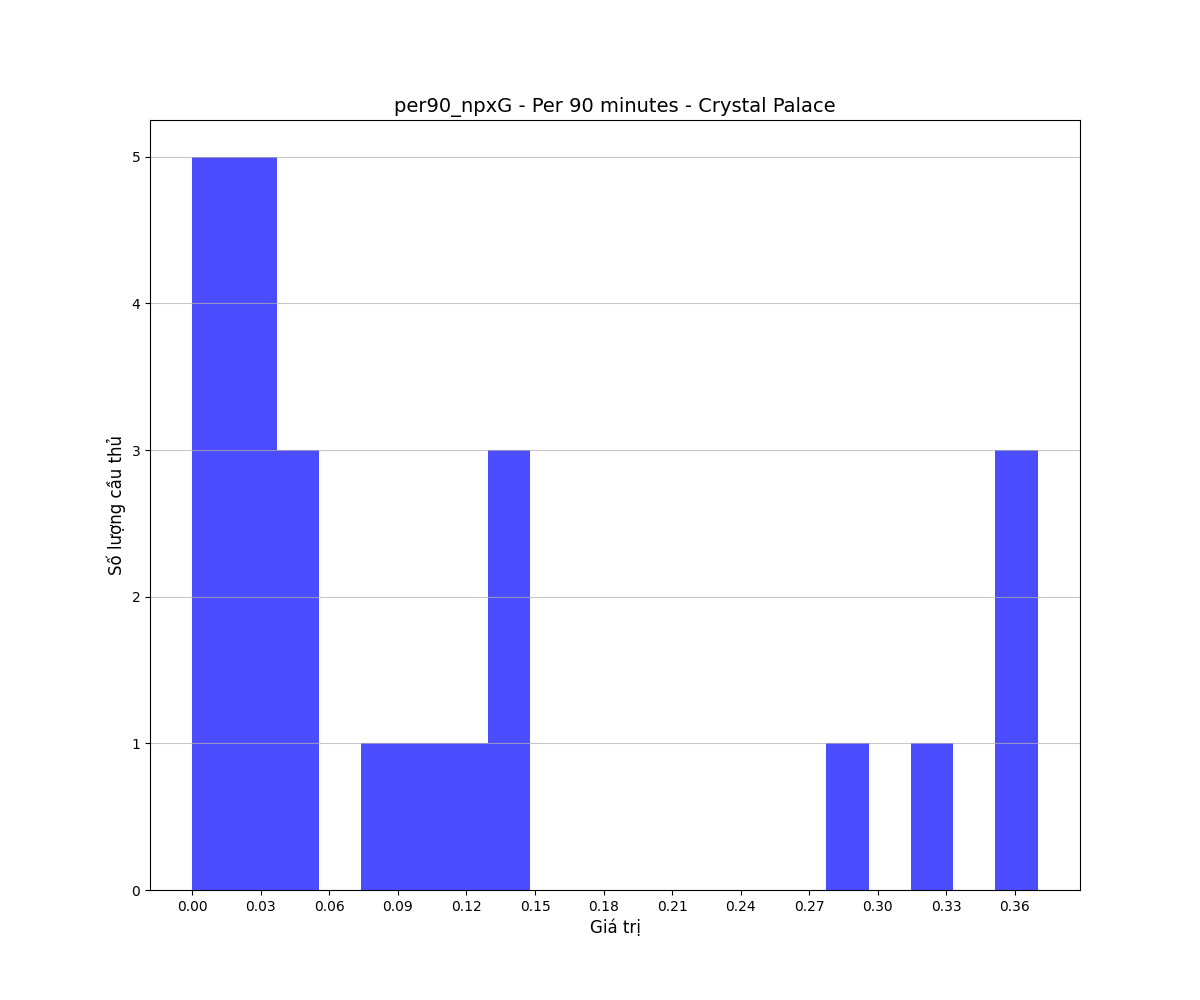 per90_npxG - Per 90 minutes - Crystal Palace
Số lượng cầu thủ
5
4
3
2
1
0
0.00 0.03 0.06 0.09 0.12 0.15 0.18 0.21 0.24 0.27 0.30 0.33 0.36
Giá trị